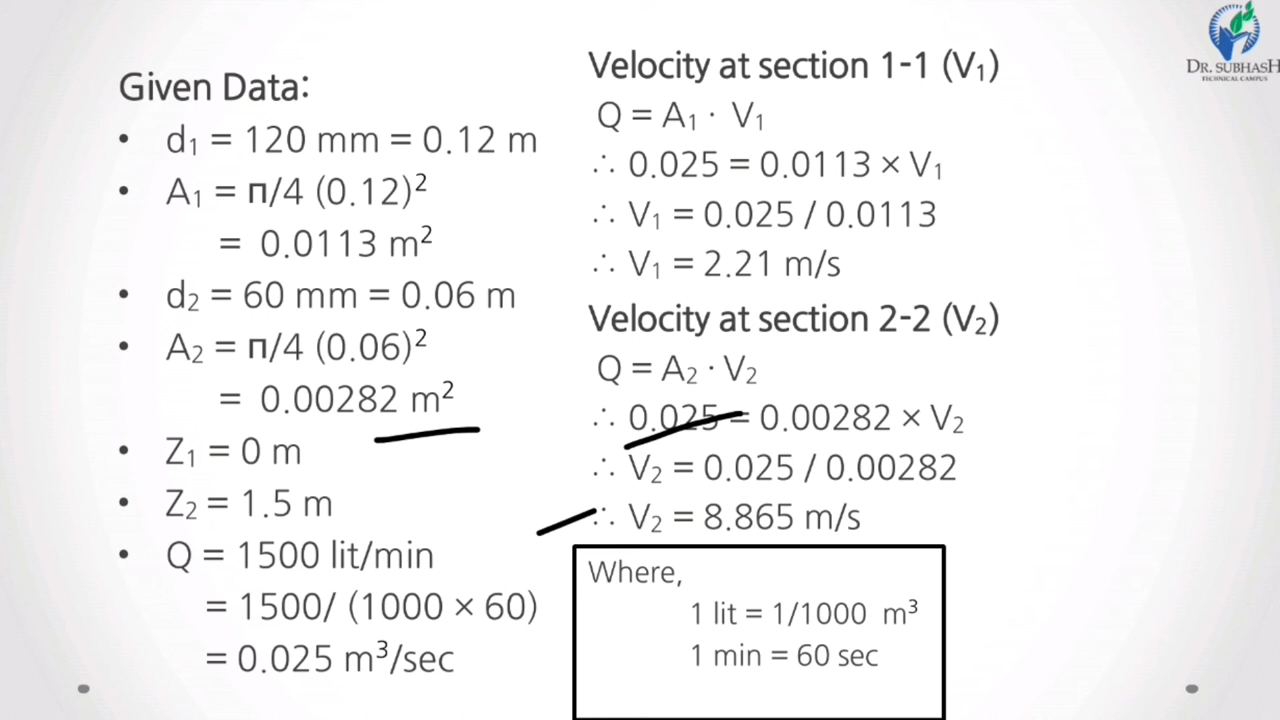 DR. SUBHASH
TECHNICAL CAMPUS
Given Data:
• d₁ = 120 mm = 0.12 m
• A₁ = π/4 (0.12)²
= 0.0113 m²
• d₂ = 60 mm = 0.06 m
• A₂ = π/4 (0.06)²
= 0.00282 m²
• Z₁ = 0 m
• Z₂ = 1.5 m
• Q = 1500 lit/min
= 1500/ (1000 × 60)
= 0.025 m³/sec
Velocity at section 1-1 (V₁)
Q = A₁ · V₁
∴ 0.025 = 0.0113 × V₁
∴ V₁ = 0.025 / 0.0113
∴ V₁ = 2.21 m/s
Velocity at section 2-2 (V₂)
Q = A₂ · V₂
∴ 0.025 = 0.00282 × V₂
∴ V₂ = 0.025 / 0.00282
∴ V₂ = 8.865 m/s
Where,
1 lit = 1/1000 m³
1 min = 60 sec